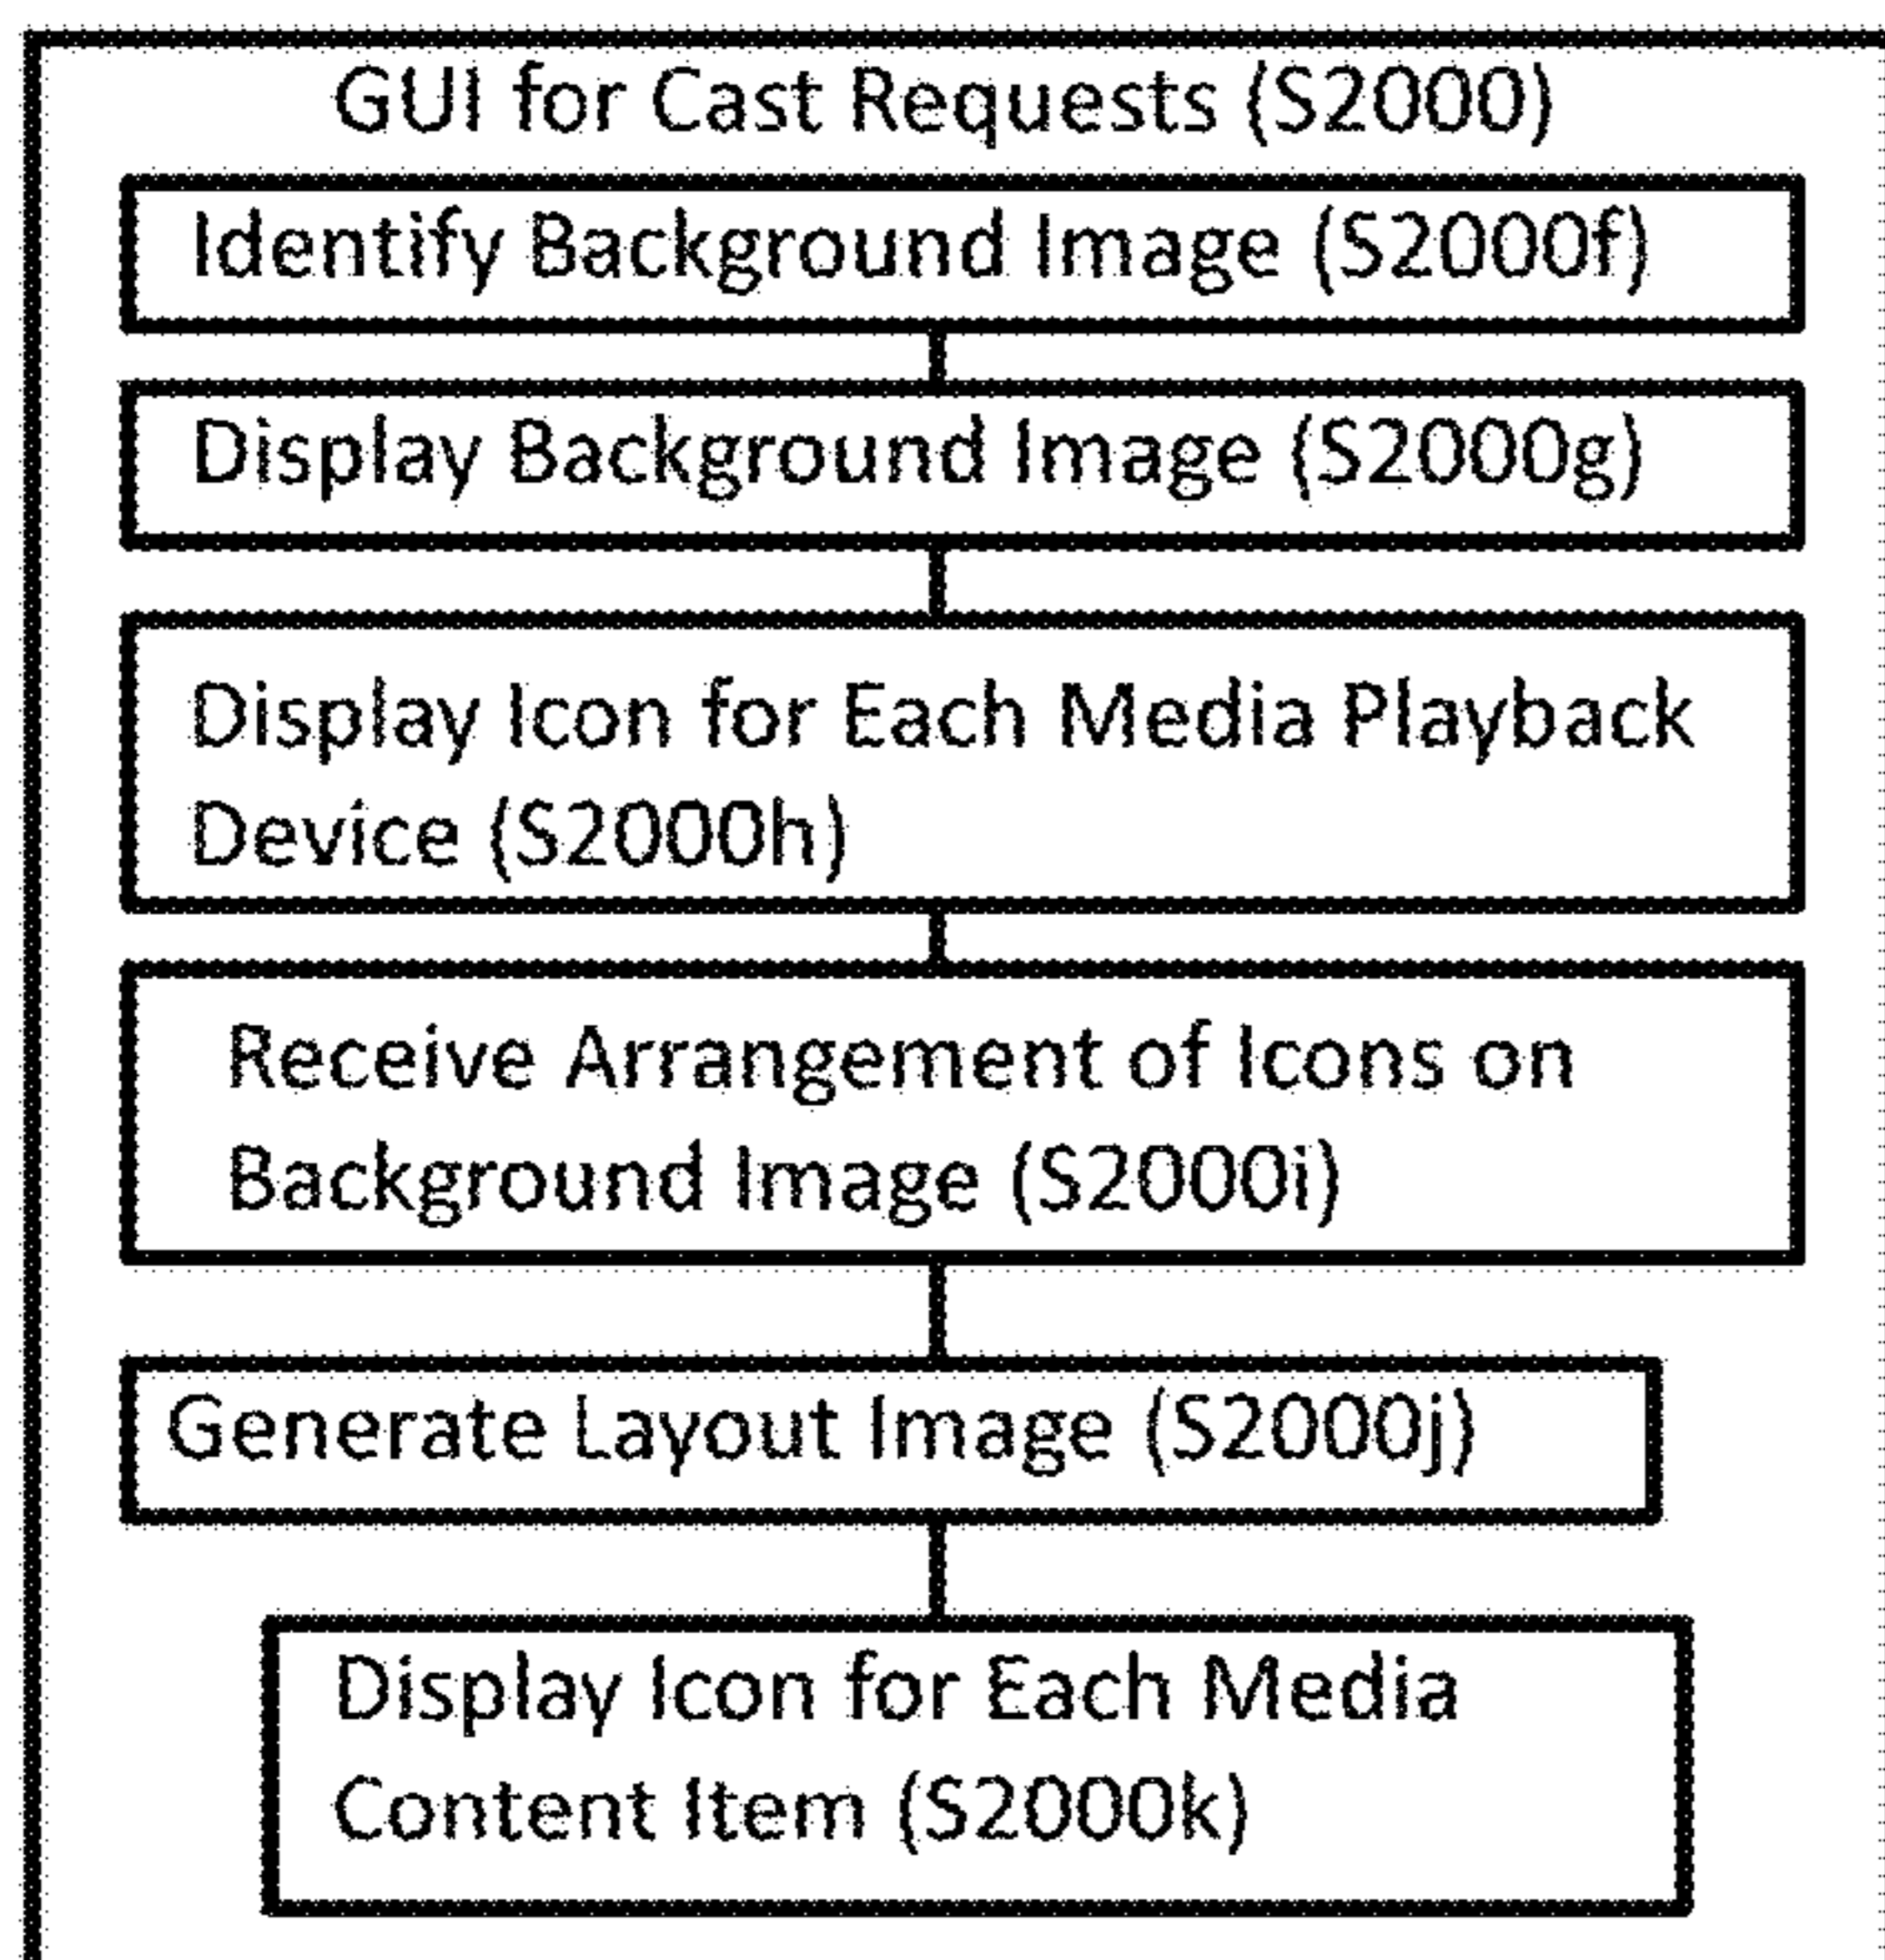 GUI for Cast Requests (S2000)
Identify Background Image (S2000f)
Display Background Image (S2000g)
Display Icon for Each Media Playback
Device (S2000h)
Receive Arrangement of Icons on
Background Image (S2000i)
Generate Layout Image (S2000j)
Display Icon for Each Media
Content Item (S2000k)